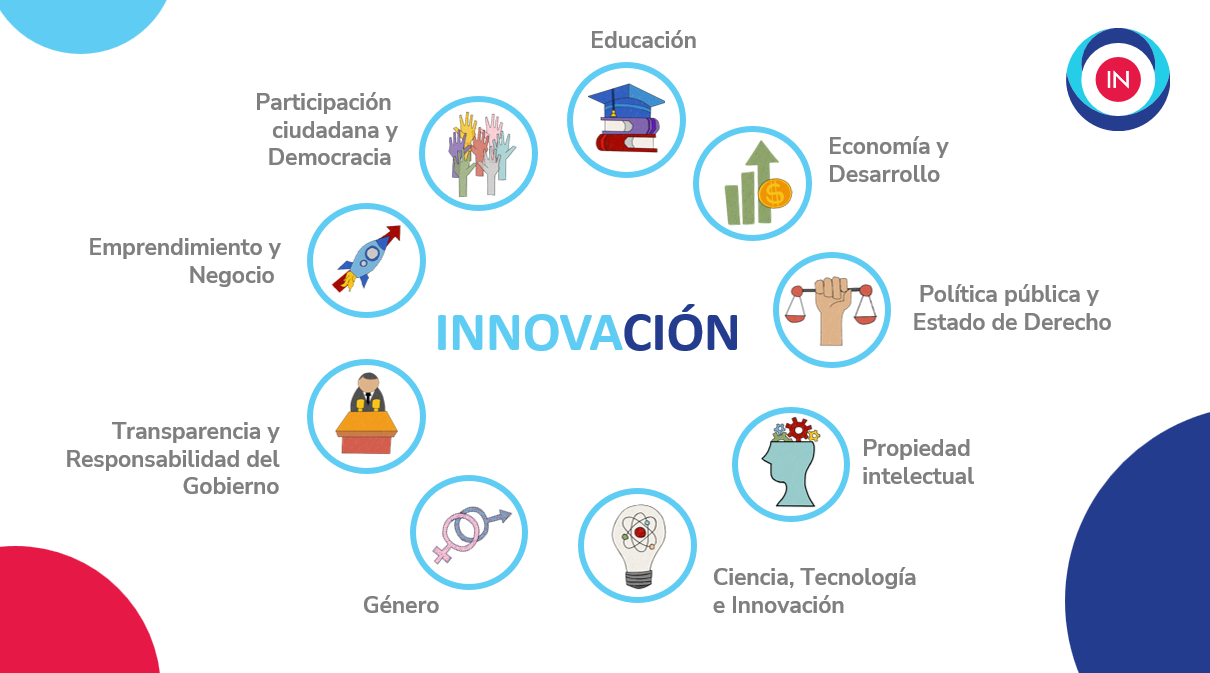 Educación
IN
Participación
ciudadana y
Democracia
Economía y
Desarrollo
Emprendimiento y
Negocio
Política pública y
Estado de Derecho
INNOVACIÓN
Transparencia y
Responsabilidad del
Gobierno
Propiedad
intelectual
Género
Ciencia, Tecnología
e Innovación